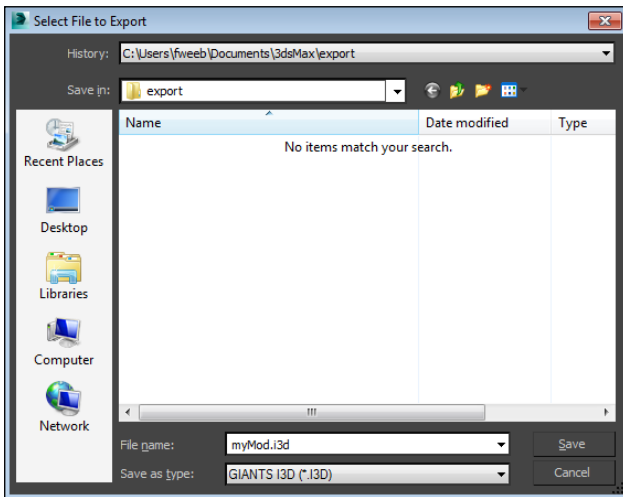 Select File to Export
History: C:\Users\fweeb\Documents\3dsMax\export
Save in: export
Name Date modified Type
No items match your search.
Recent Places
Desktop
Libraries
Computer
Network
File name: myMod.i3d Save
Save as type: GIANTS I3D (*.I3D) Cancel